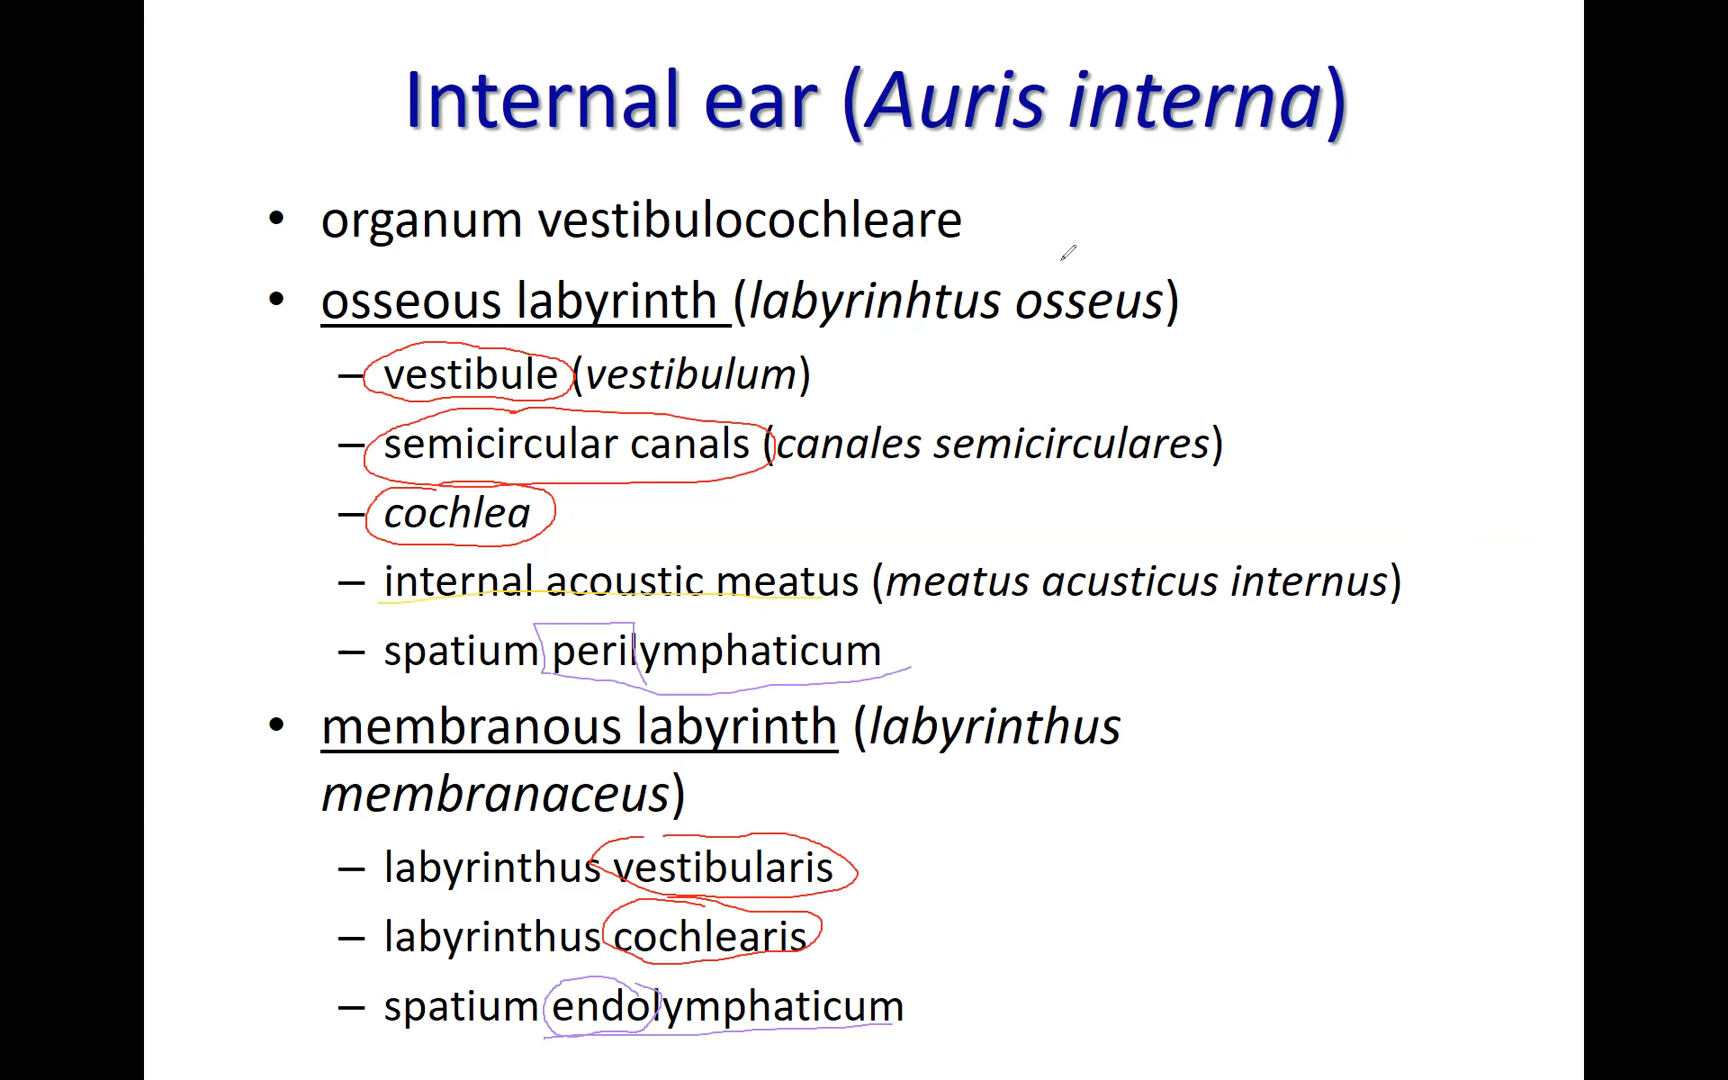 Internal ear (Auris interna)
• organum vestibulocochleare
• osseous labyrinth (labyrinhtus osseus)
– vestibule (vestibulum)
– semicircular canals (canales semicirculares)
– cochlea
– internal acoustic meatus (meatus acusticus internus)
– spatium perilymphaticum
• membranous labyrinth (labyrinthus
membranaceus)
– labyrinthus vestibularis
– labyrinthus cochlearis
– spatium endolymphaticum